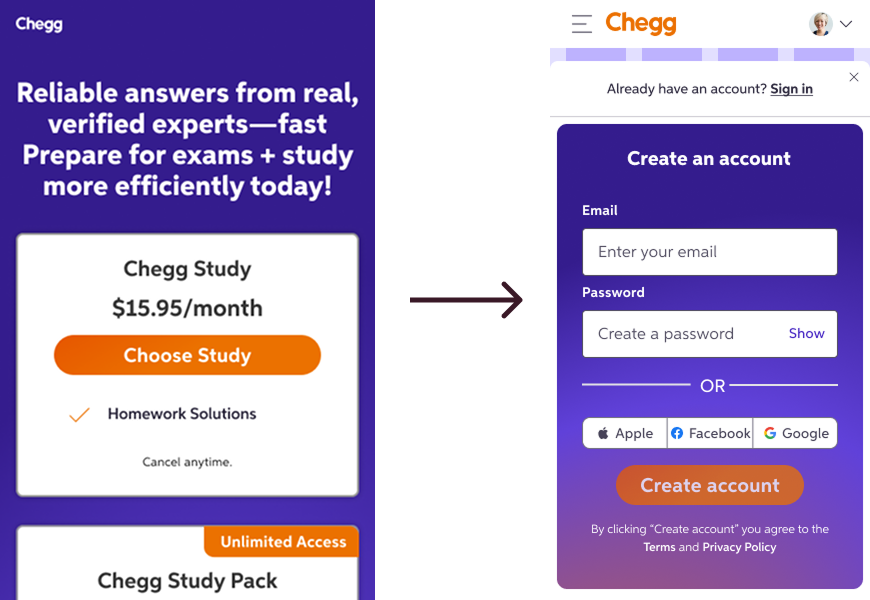 Chegg
Reliable answers from real,
verified experts—fast
Prepare for exams + study
more efficiently today!
Chegg Study
$15.95/month
Choose Study
Homework Solutions
Cancel anytime.
Unlimited Access
Chegg Study Pack
Chegg
Already have an account? Sign in
Create an account
Email
Enter your email
Password
Create a password Show
OR
Apple Facebook Google
Create account
By clicking “Create account” you agree to the
Terms and Privacy Policy